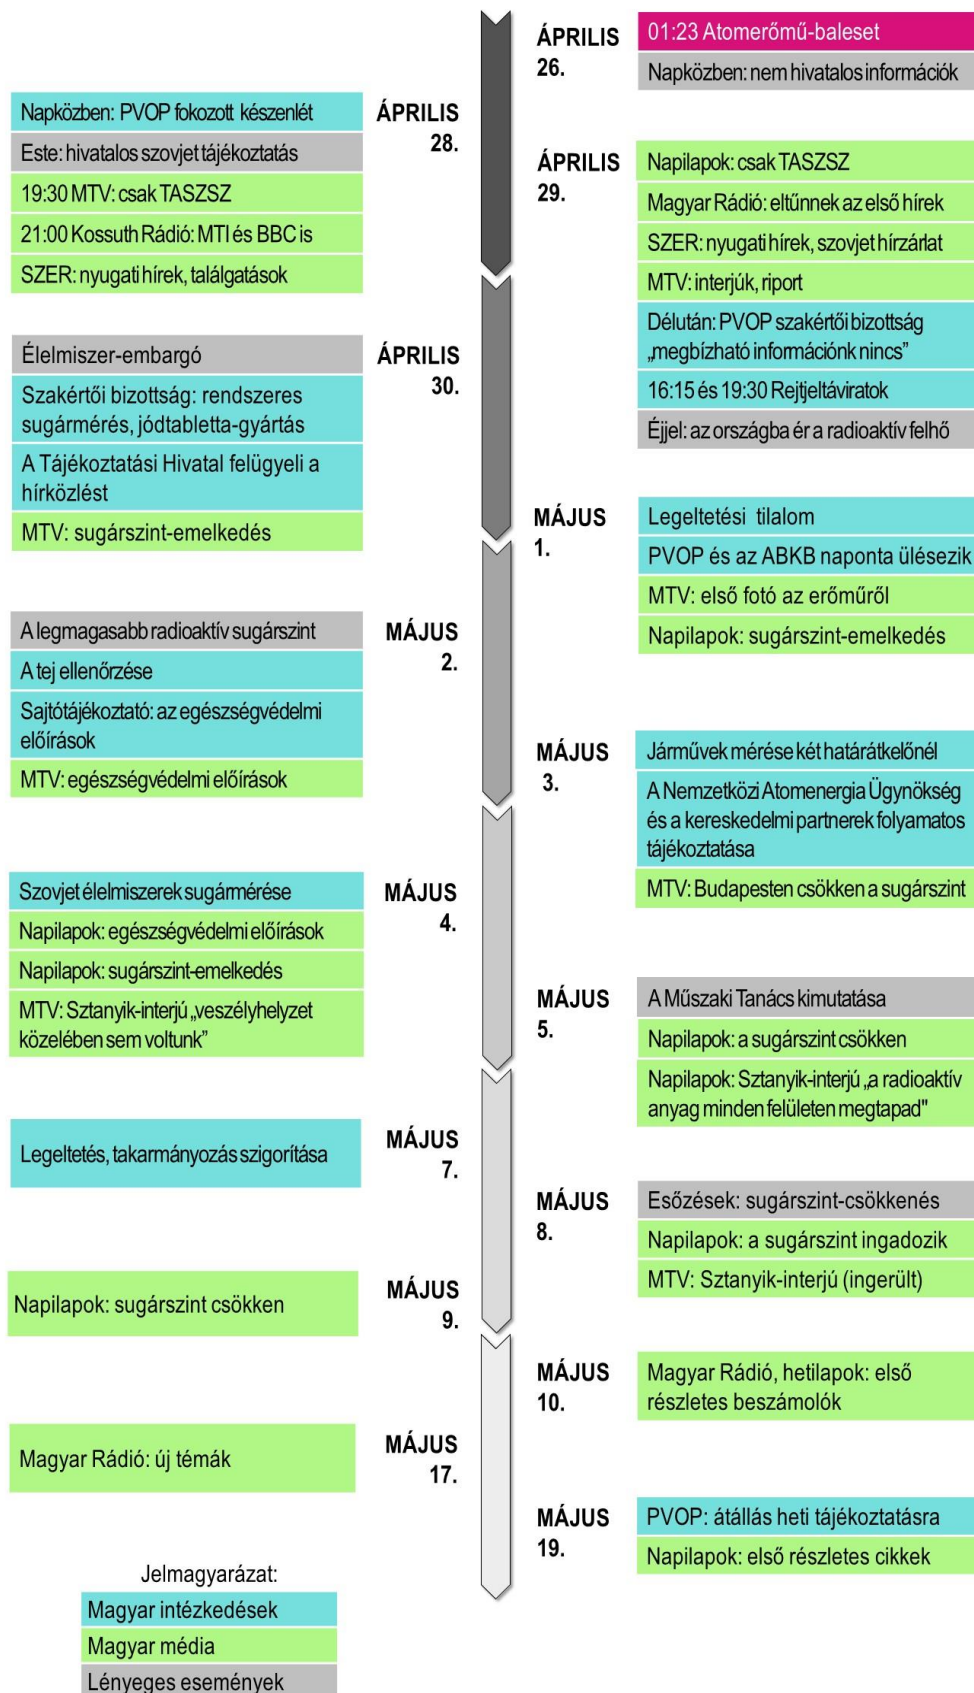 ÁPRILIS
26.
01:23 Atomerőmű-baleset
Napközben: nem hivatalos információk
ÁPRILIS
28.
Napközben: PVOP fokozott készenlét
Este: hivatalos szovjet tájékoztatás
19:30 MTV: csak TASZSZ
21:00 Kossuth Rádió: MTI és BBC is
SZER: nyugati hírek, találgatások
ÁPRILIS
29.
Napilapok: csak TASZSZ
Magyar Rádió: eltűnnek az első hírek
SZER: nyugati hírek, szovjet hírzárlat
MTV: interjúk, riport
Délután: PVOP szakértői bizottság
„megbízható információnk nincs”
16:15 és 19:30 Rejtjeltáviratok
Éjjel: az országba ér a radioaktív felhő
ÁPRILIS
30.
Élelmiszer-embargó
Szakértői bizottság: rendszeres
sugármérés, jódtabletta-gyártás
A Tájékoztatási Hivatal felügyeli a
hírközlést
MTV: sugárszint-emelkedés
MÁJUS
1.
Legeltetési tilalom
PVOP és az ABKB naponta ülésezik
MTV: első fotó az erőműről
Napilapok: sugárszint-emelkedés
MÁJUS
2.
A legmagasabb radioaktív sugárszint
A tej ellenőrzése
Sajtótájékoztató: az egészségvédelmi
előírások
MTV: egészségvédelmi előírások
MÁJUS
3.
Járművek mérése két határátkelőnél
A Nemzetközi Atomenergia Ügynökség
és a kereskedelmi partnerek folyamatos
tájékoztatása
MTV: Budapesten csökken a sugárszint
MÁJUS
4.
Szovjet élelmiszerek sugármérése
Napilapok: egészségvédelmi előírások
Napilapok: sugárszint-emelkedés
MTV: Sztanyik-interjú „veszélyhelyzet
közelében sem voltunk”
MÁJUS
5.
A Műszaki Tanács kimutatása
Napilapok: a sugárszint csökken
Napilapok: Sztanyik-interjú „a radioaktív
anyag minden felületen megtapad"
MÁJUS
7.
Legeltetés, takarmányozás szigorítása
MÁJUS
8.
Esőzések: sugárszint-csökkenés
Napilapok: a sugárszint ingadozik
MTV: Sztanyik-interjú (ingerült)
MÁJUS
9.
Napilapok: sugárszint csökken
MÁJUS
10.
Magyar Rádió, hetilapok: első
részletes beszámolók
MÁJUS
17.
Magyar Rádió: új témák
MÁJUS
19.
PVOP: átállás heti tájékoztatásra
Napilapok: első részletes cikkek
Jelmagyarázat:
Magyar intézkedések
Magyar média
Lényeges események